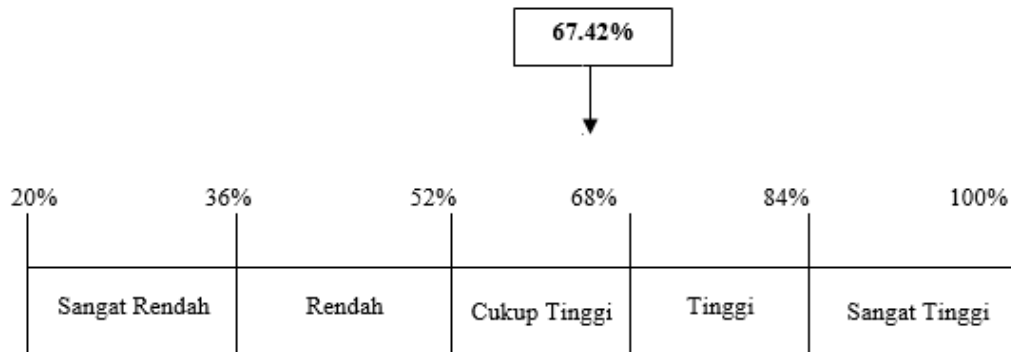 67.42%
20% 36% 52% 68% 84% 100%
Sangat Rendah Rendah Cukup Tinggi Tinggi Sangat Tinggi